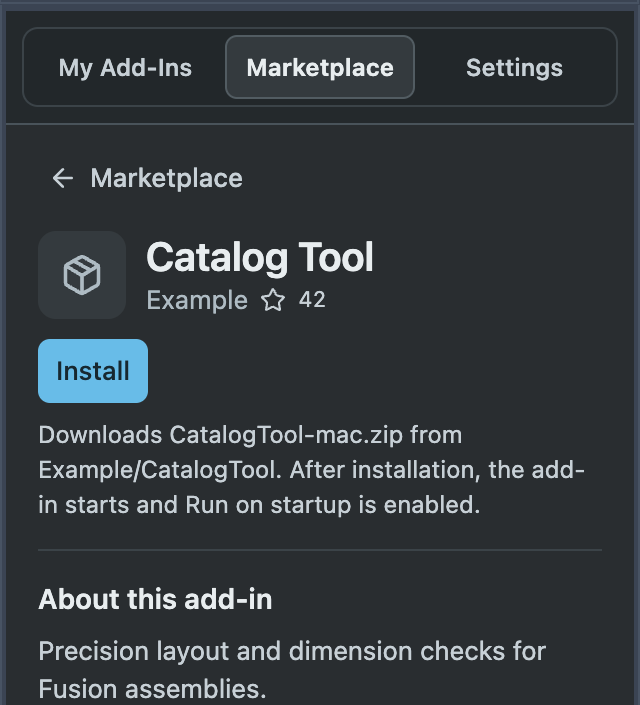 My Add-Ins Marketplace Settings
← Marketplace
Catalog Tool
Example ☆ 42
Install
Downloads CatalogTool-mac.zip from
Example/CatalogTool. After installation, the add-
in starts and Run on startup is enabled.
About this add-in
Precision layout and dimension checks for
Fusion assemblies.